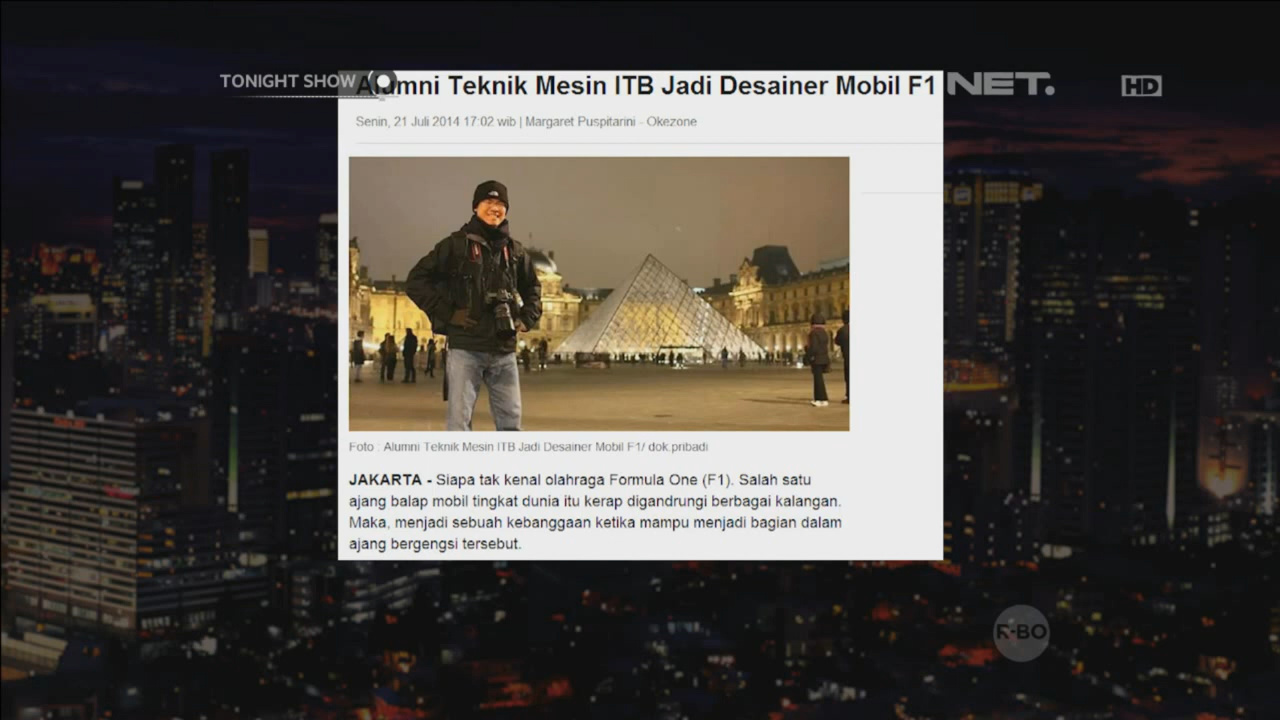 TONIGHT SHOW
Alumni Teknik Mesin ITB Jadi Desainer Mobil F1
NET.
HD
Senin, 21 Juli 2014 17:02 wib | Margaret Puspitarini - Okezone
Foto : Alumni Teknik Mesin ITB Jadi Desainer Mobil F1/ dok.pribadi
JAKARTA - Siapa tak kenal olahraga Formula One (F1). Salah satu
ajang balap mobil tingkat dunia itu kerap digandrungi berbagai kalangan.
Maka, menjadi sebuah kebanggaan ketika mampu menjadi bagian dalam
ajang bergengsi tersebut.
R-BO